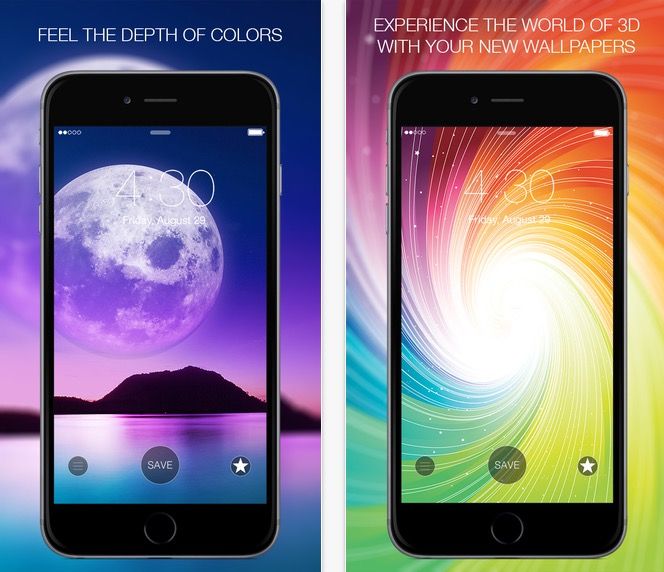 FEEL THE DEPTH OF COLORS
4:30
Friday, August 29
SAVE
EXPERIENCE THE WORLD OF 3D
WITH YOUR NEW WALLPAPERS
4:30
Friday, August 29
SAVE